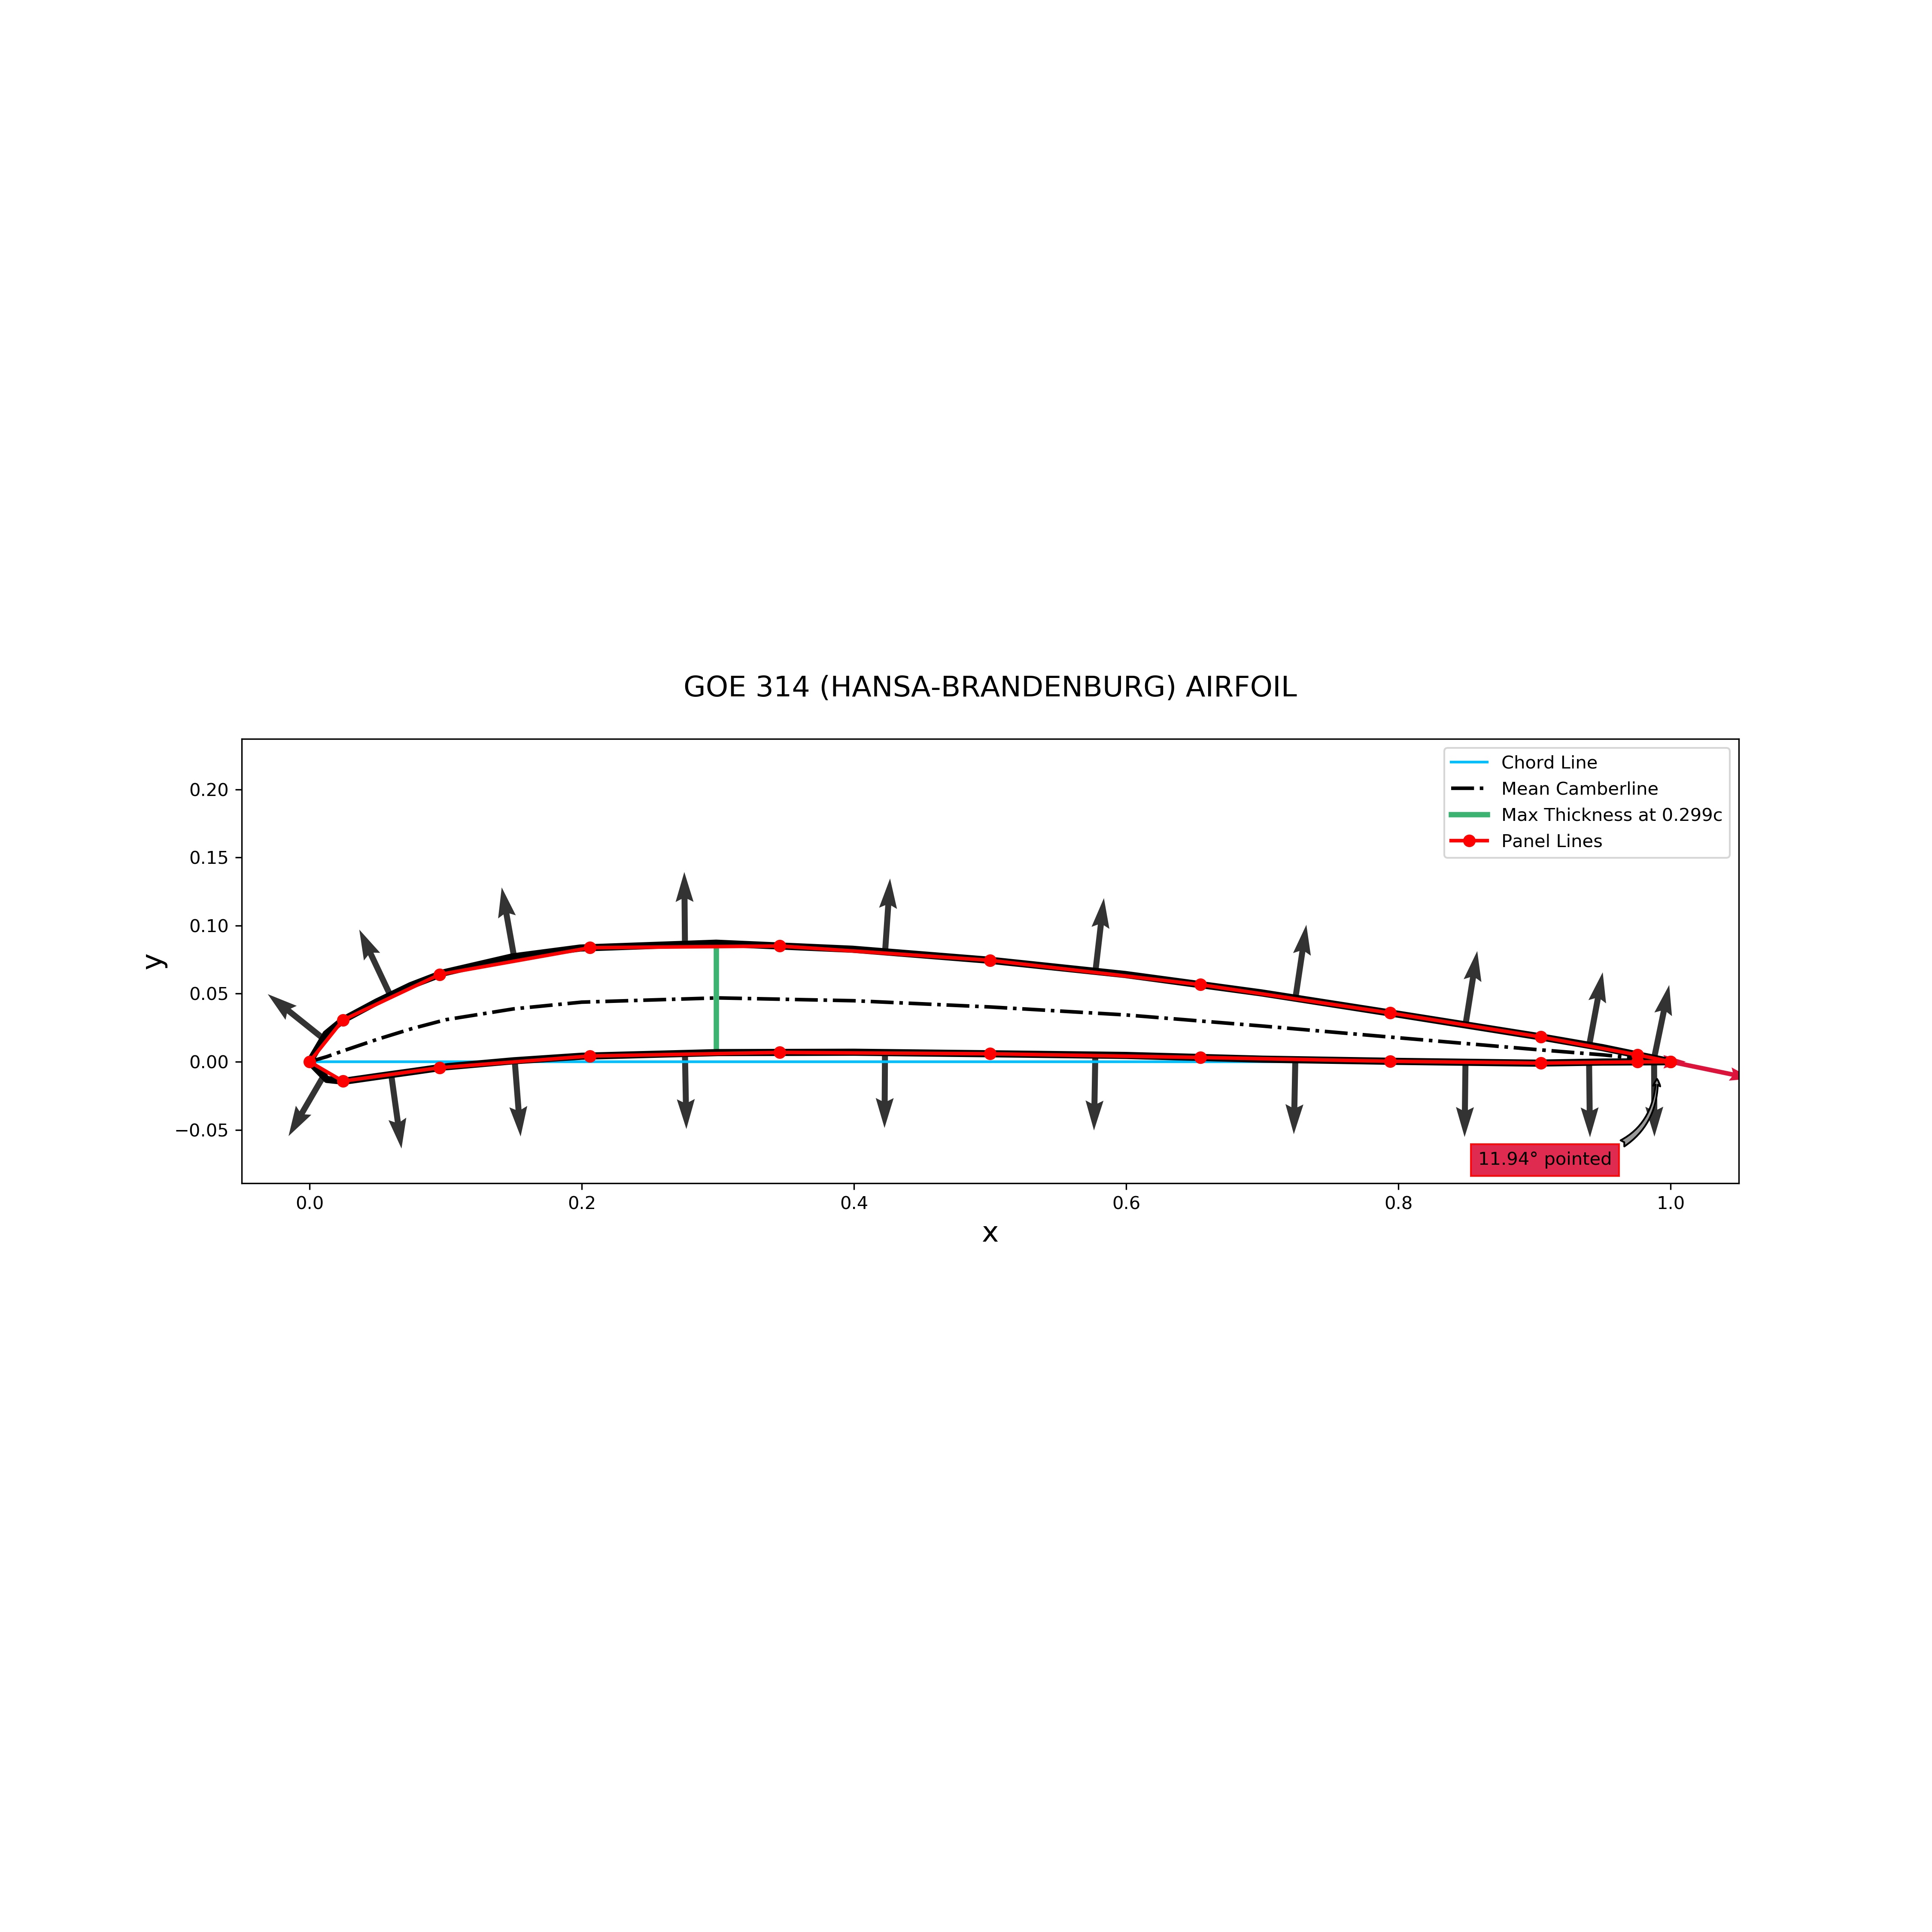 GOE 314 (HANSA-BRANDENBURG) AIRFOIL
Chord Line
Mean Camberline
Max Thickness at 0.299c
Panel Lines
0.20
0.15
0.10
0.05
0.00
−0.05
y
11.94° pointed
0.0 0.2 0.4 0.6 0.8 1.0
x